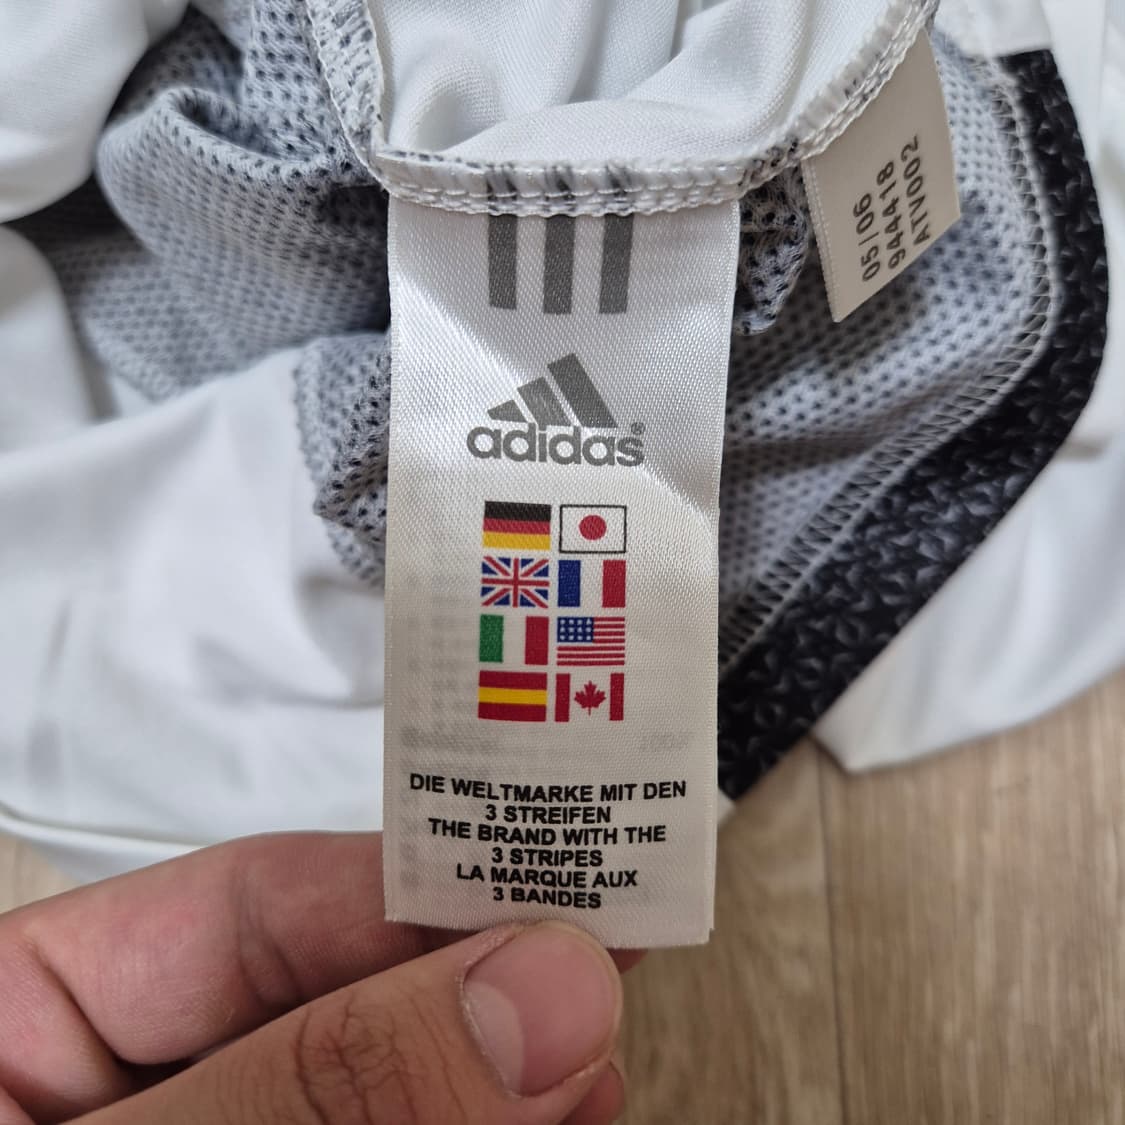 adidas®
DIE WELTMARKE MIT DEN
3 STREIFEN
THE BRAND WITH THE
3 STRIPES
LA MARQUE AUX
3 BANDES
05/06
944418
ATV002